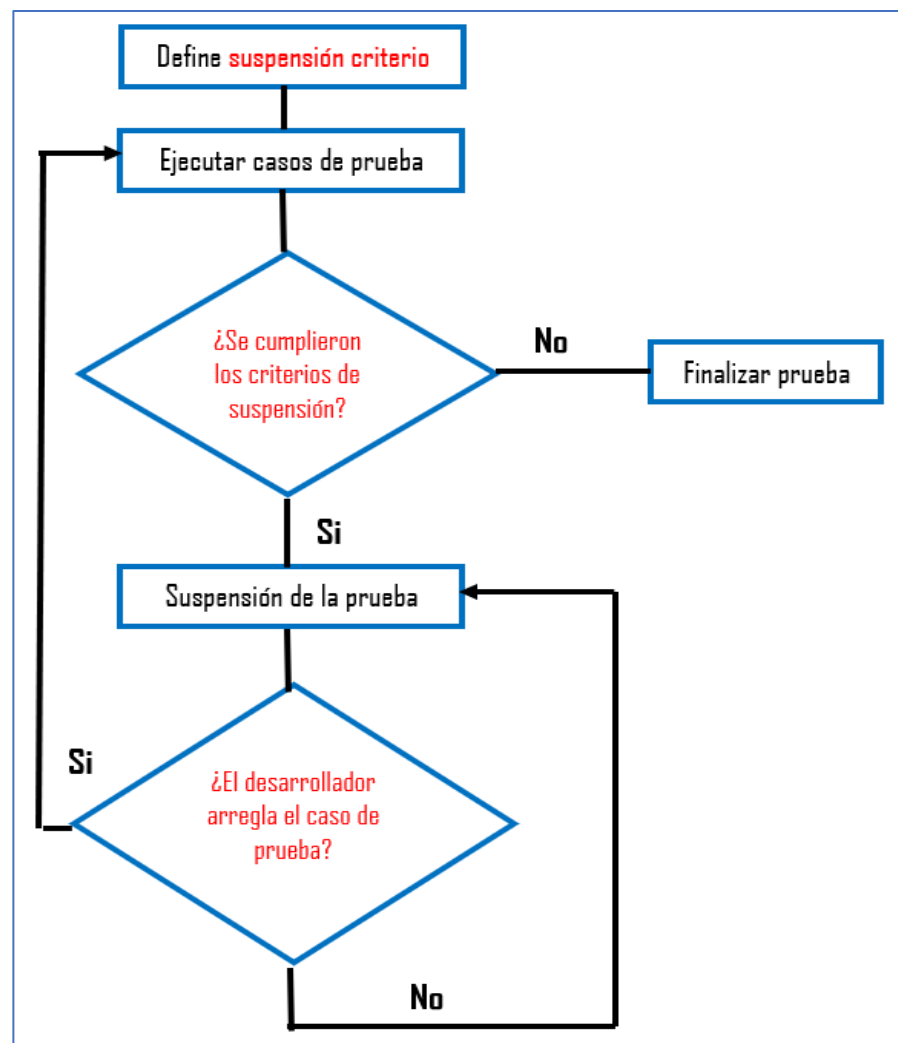 Define suspensión criterio
Ejecutar casos de prueba
¿Se cumplieron
los criterios de
suspensión?
No
Finalizar prueba
Si
Suspensión de la prueba
Si
¿El desarrollador
arregla el caso de
prueba?
No